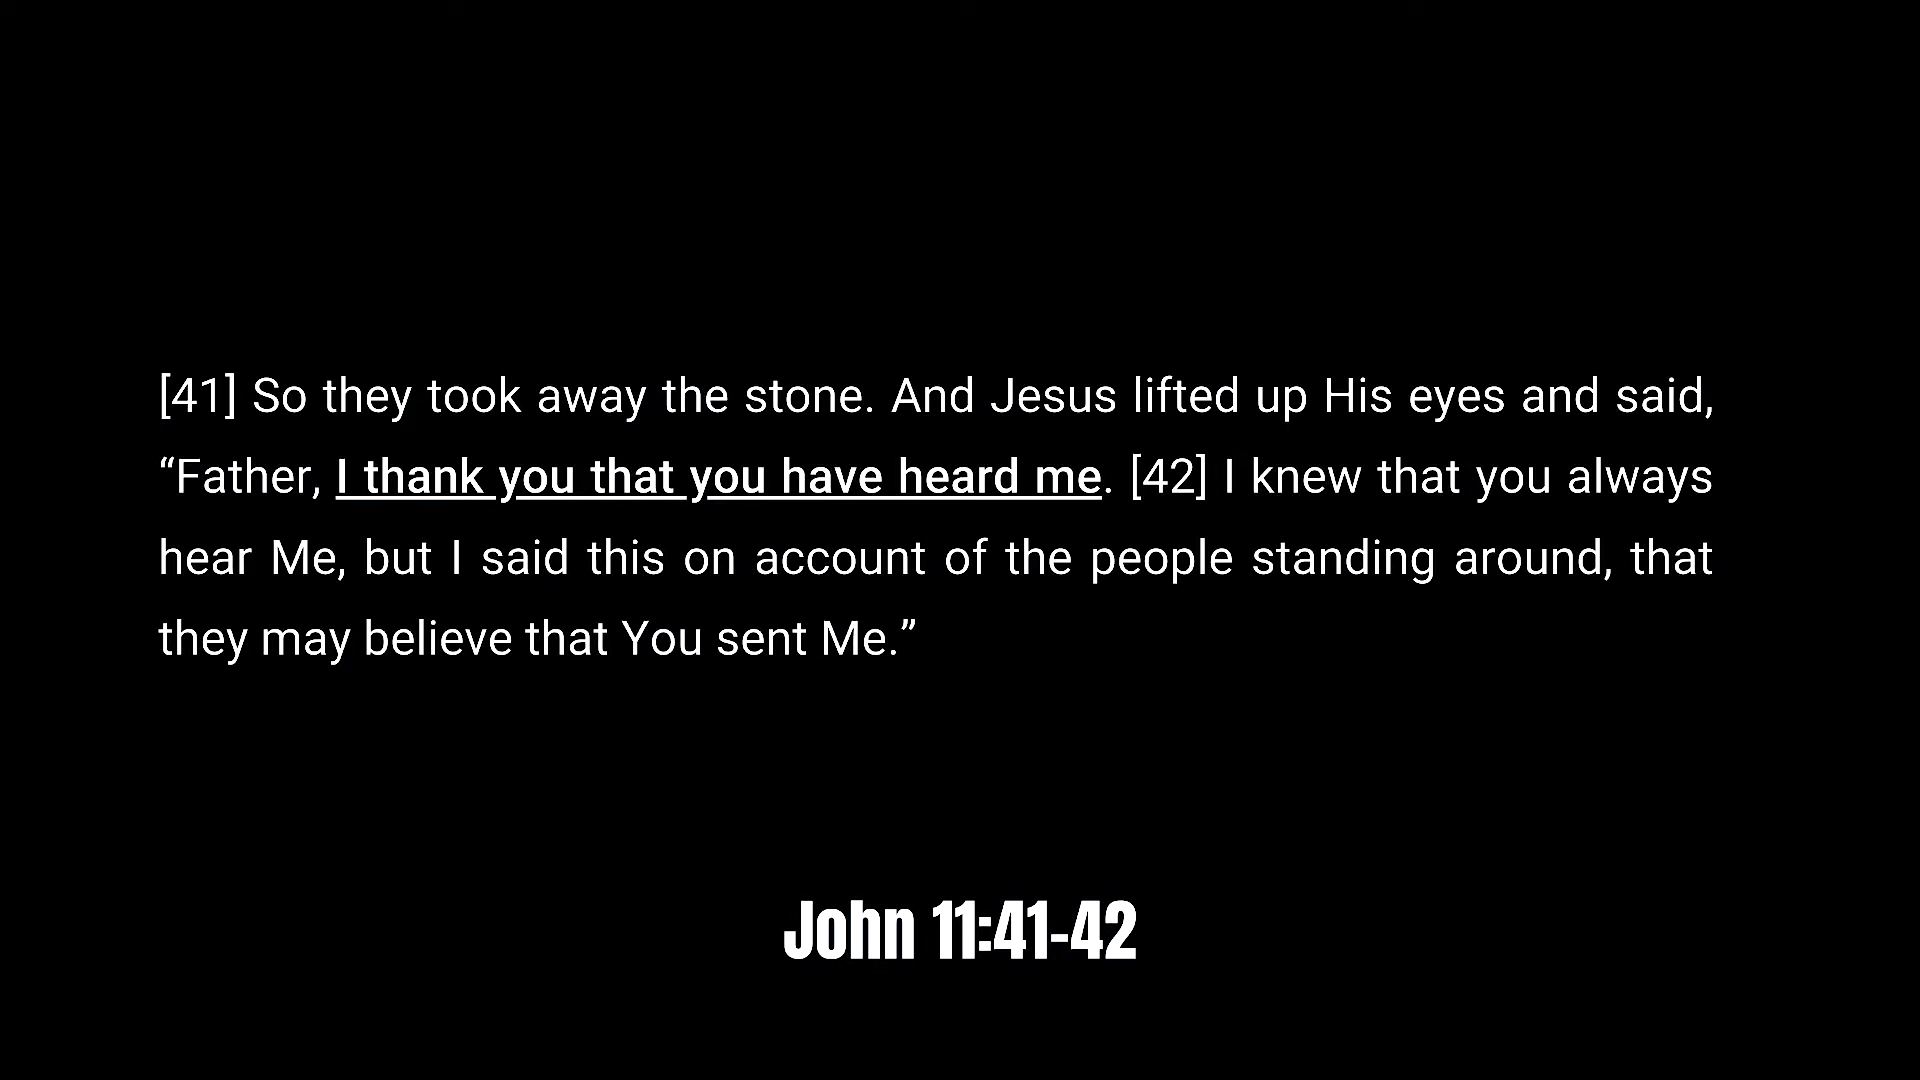 [41] So they took away the stone. And Jesus lifted up His eyes and said,
“Father, I thank you that you have heard me. [42] I knew that you always
hear Me, but I said this on account of the people standing around, that
they may believe that You sent Me.”
John 11:41-42